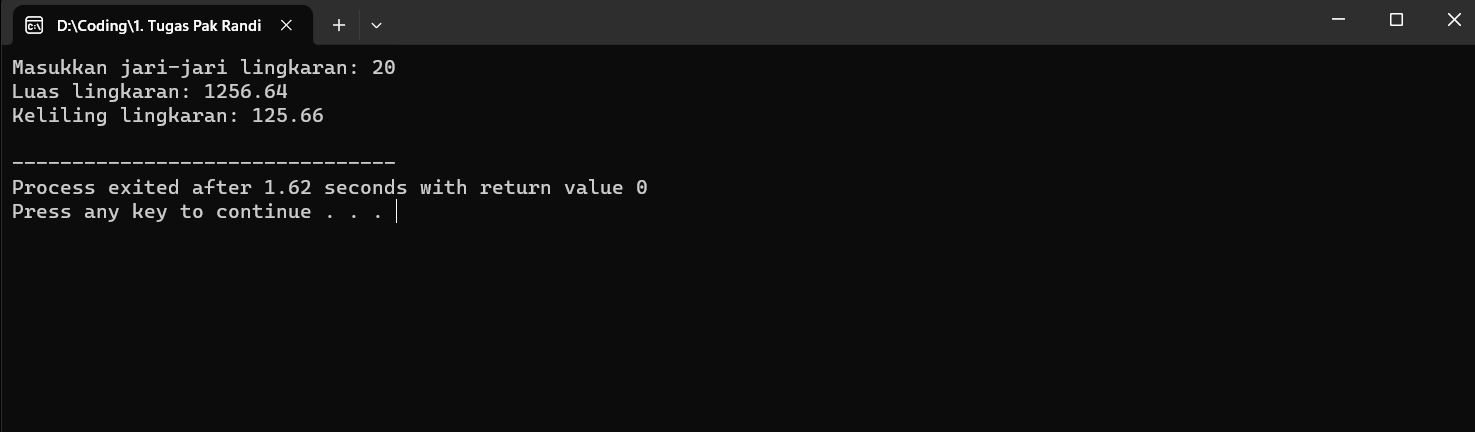 D:\Coding\1. Tugas Pak Randi
Masukkan jari-jari lingkaran: 20
Luas lingkaran: 1256.64
Keliling lingkaran: 125.66
--------------------------------
Process exited after 1.62 seconds with return value 0
Press any key to continue . . .